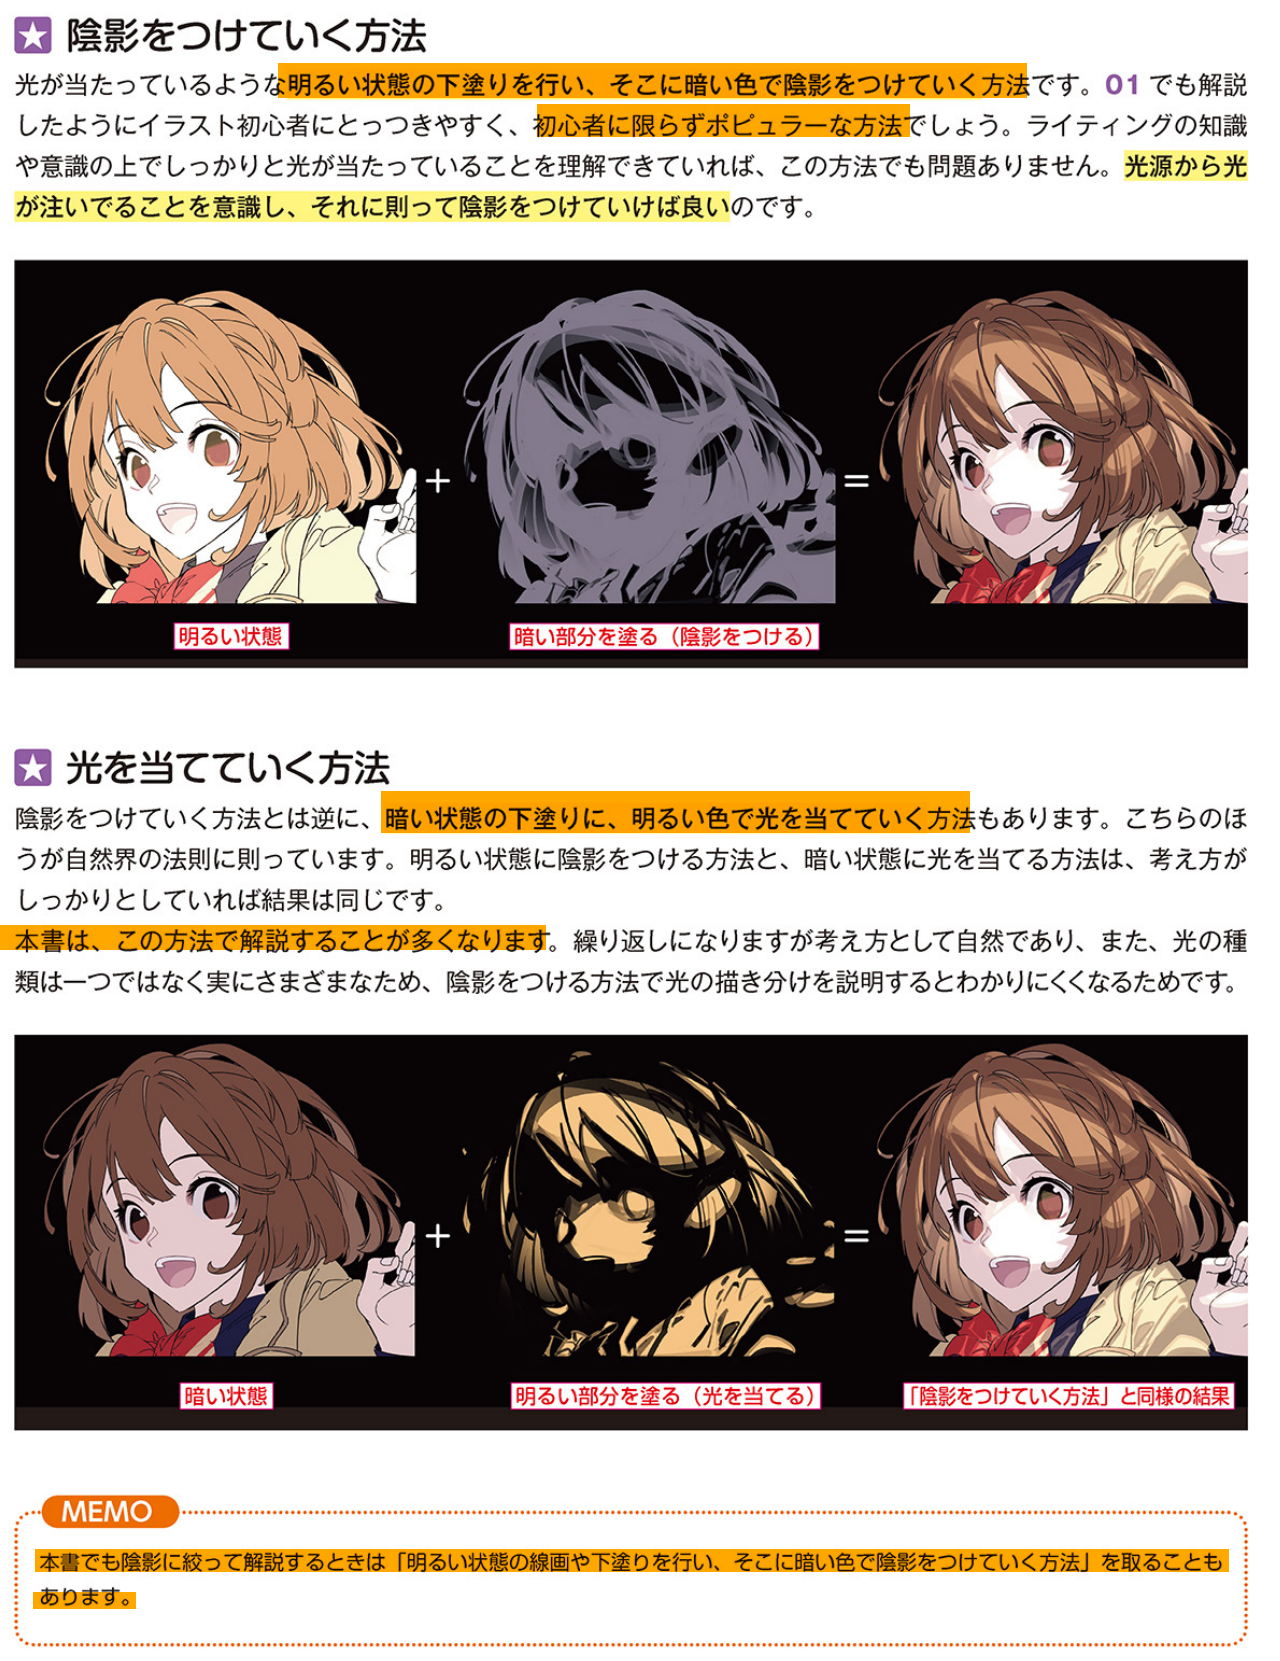 陰影をつけていく方法
光が当たっているような明るい状態の下塗りを行い、そこに暗い色で陰影をつけていく方法です。01 でも解説
したようにイラスト初心者にとっつきやすく、初心者に限らずポピュラーな方法でしょう。ライティングの知識
や意識の上でしっかりと光が当たっていることを理解できていれば、この方法でも問題ありません。光源から光
が注いでることを意識し、それに則って陰影をつけていけば良いのです。
+
=
明るい状態
暗い部分を塗る（陰影をつける）
光を当てていく方法
陰影をつけていく方法とは逆に、暗い状態の下塗りに、明るい色で光を当てていく方法もあります。こちらのほ
うが自然界の法則に則っています。明るい状態に陰影をつける方法と、暗い状態に光を当てる方法は、考え方が
しっかりとしていれば結果は同じです。
本書は、この方法で解説することが多くなります。繰り返しになりますが考え方として自然であり、また、光の種
類は一つではなく実にさまざまなため、陰影をつける方法で光の描き分けを説明するとわかりにくくなるためです。
+
=
暗い状態
明るい部分を塗る（光を当てる）
「陰影をつけていく方法」と同様の結果
MEMO
本書でも陰影に絞って解説するときは「明るい状態の線画や下塗りを行い、そこに暗い色で陰影をつけていく方法」を取ることも
あります。